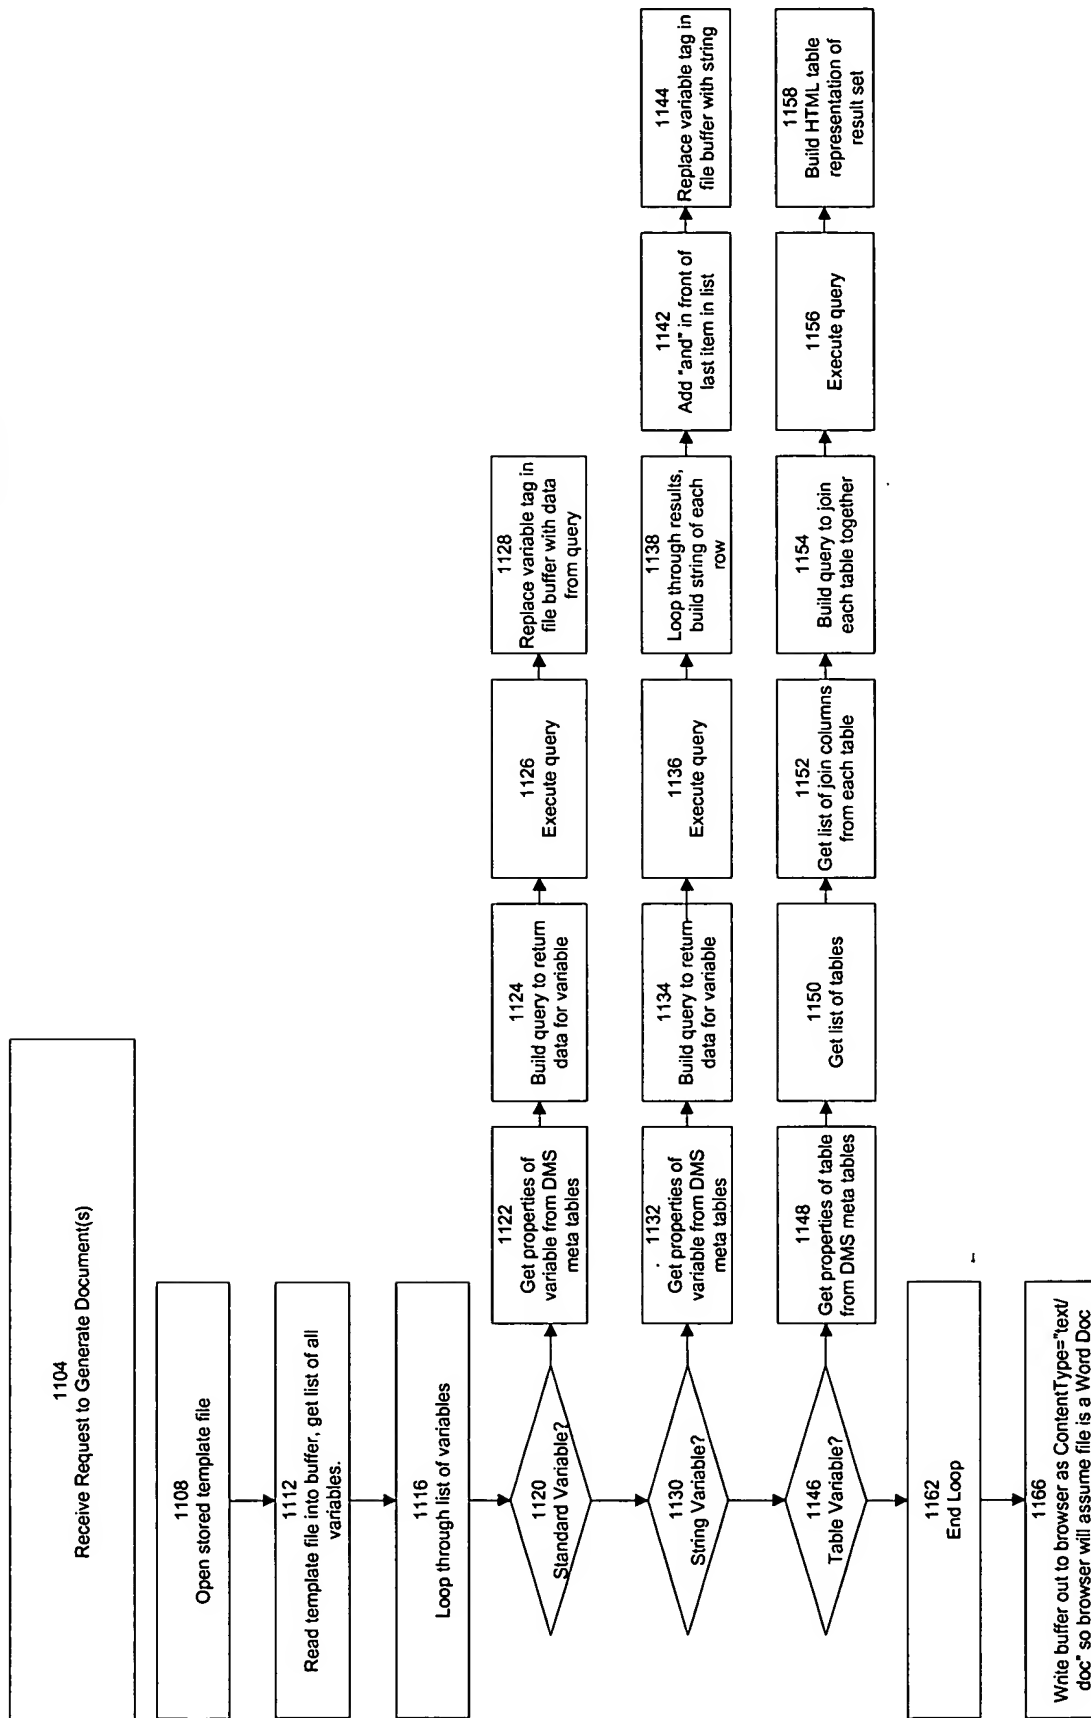 1104
Receive Request to Generate Document(s)
1108
Open stored template file
1112
Read template file into buffer, get list of all
variables.
1116
Loop through list of variables
1120
Standard Variable?
1122
Get properties of
variable from DMS
meta tables
1124
Build query to return
data for variable
1126
Execute query
1128
Replace variable tag in
file buffer with data
from query
1130
String Variable?
1132
Get properties of
variable from DMS
meta tables
1134
Build query to return
data for variable
1136
Execute query
1138
Loop through results,
build string of each
row
1142
Add "and" in front of
last item in list
1144
Replace variable tag in
file buffer with string
1146
Table Variable?
1148
Get properties of table
from DMS meta tables
1150
Get list of tables
1152
Get list of join columns
from each table
1154
Build query to join
each table together
1156
Execute query
1158
Build HTML table
representation of
result set
1162
End Loop
1166
Write buffer out to browser as ContentType="text/
doc" so browser will assume file is a Word Doc